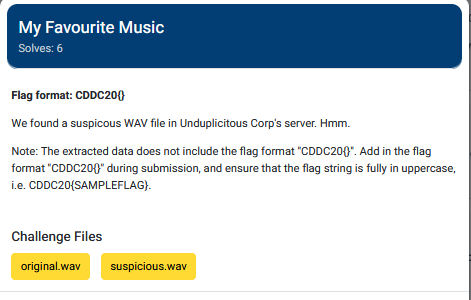 My Favourite Music
Solves: 6
Flag format: CDDC20{}
We found a suspicous WAV file in Unduplicitous Corp's server. Hmm.
Note: The extracted data does not include the flag format "CDDC20{}". Add in the flag
format "CDDC20{}" during submission, and ensure that the flag string is fully in uppercase,
i.e. CDDC20{SAMPLEFLAG}.
Challenge Files
original.wav
suspicious.wav